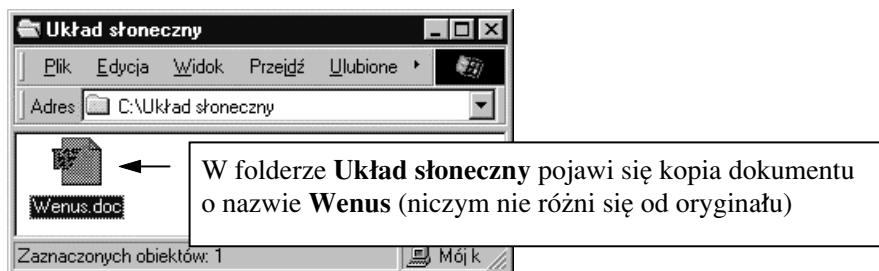 Układ słoneczny
Plik Edycja Widok Przejdź Ulubione
Adres C:\Układ słoneczny
W folderze Układ słoneczny pojawi się kopia dokumentu
o nazwie Wenus (niczym nie różni się od oryginału)
Wenus.doc
Zaznaczonych obiektów: 1 Mój k